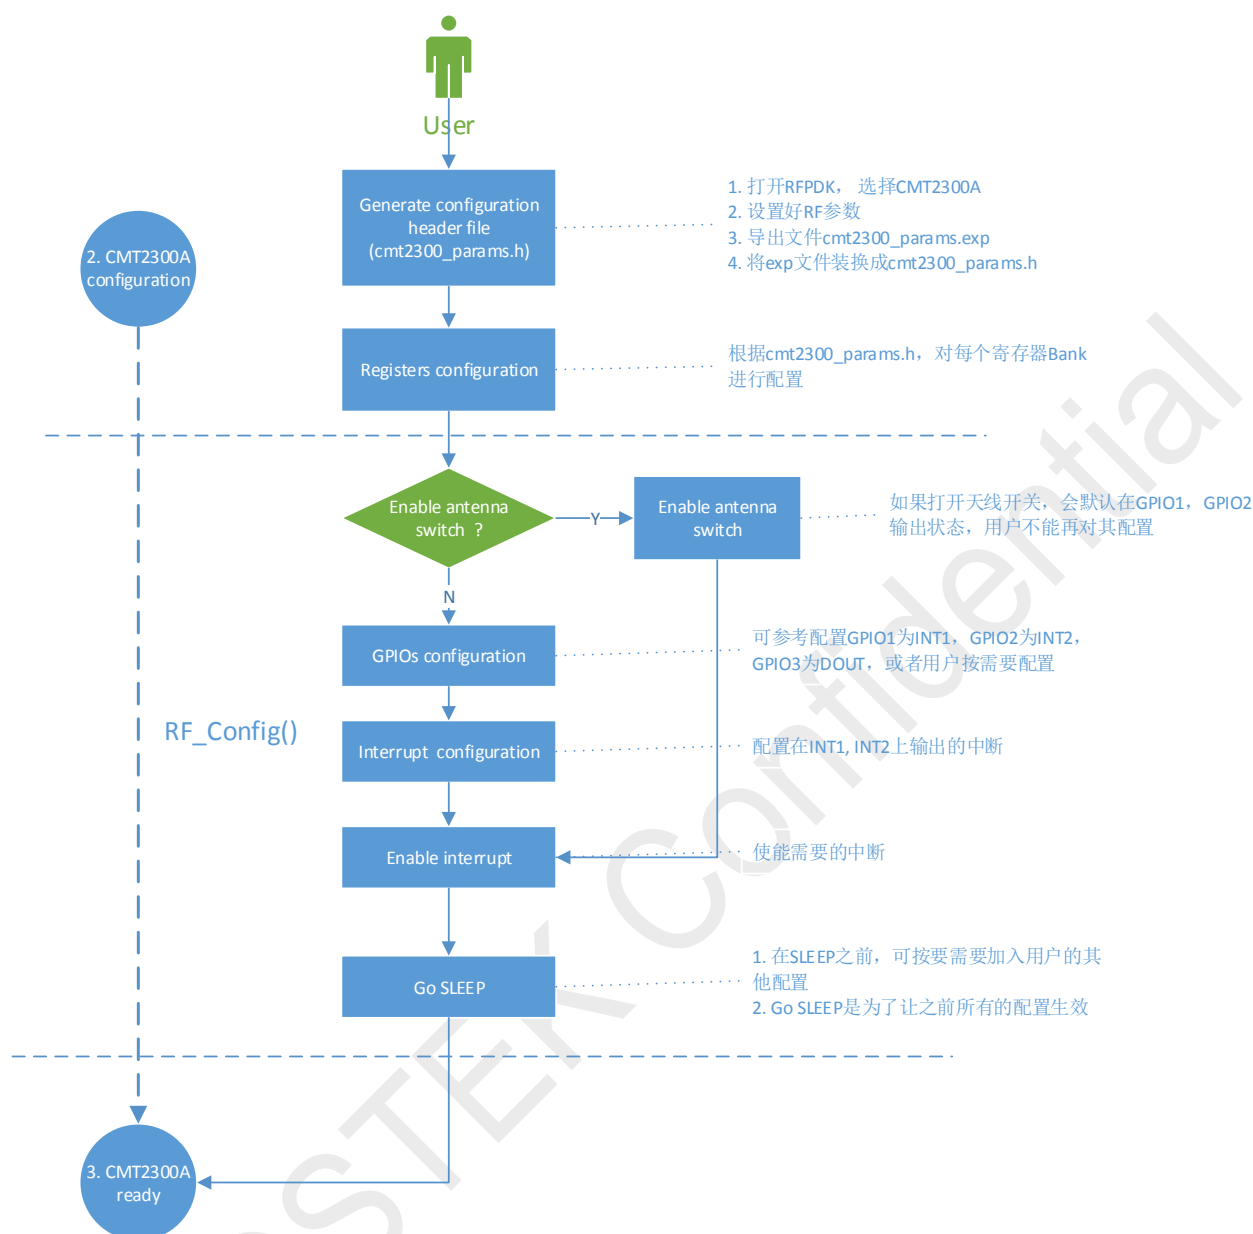 User
Generate configuration
header file
(cmt2300_params.h)
1. 打开RFPDK， 选择CMT2300A
2. 设置好RF参数
3. 导出文件cmt2300_params.exp
4. 将exp文件装换成cmt2300_params.h
2. CMT2300A
configuration
Registers configuration
根据cmt2300_params.h，对每个寄存器Bank
进行配置
Enable antenna
switch ?
Y
Enable antenna
switch
如果打开天线开关，会默认在GPIO1，GPIO2
输出状态，用户不能再对其配置
N
GPIOs configuration
可参考配置GPIO1为INT1，GPIO2为INT2，
GPIO3为DOUT，或者用户按需要配置
RF_Config()
Interrupt configuration
配置在INT1, INT2上输出的中断
Enable interrupt
使能需要的中断
Go SLEEP
1. 在SLEEP之前，可按要需要加入用户的其
他配置
2. Go SLEEP是为了让之前所有的配置生效
3. CMT2300A
ready
STEK Confidential